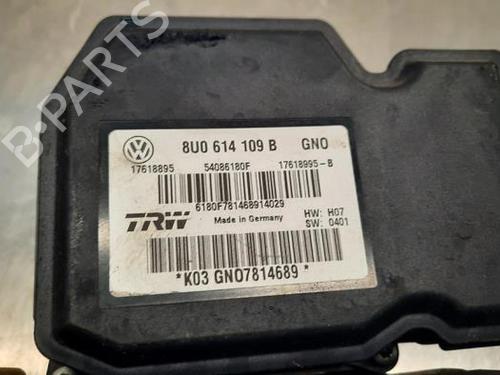 B-PARTS
8U0 614 109 B GNO
17618895 54086180F 17618995-B
6180F781468914029
TRW Made in Germany HW: H07
SW: 0401
*K03 GNO7814689*